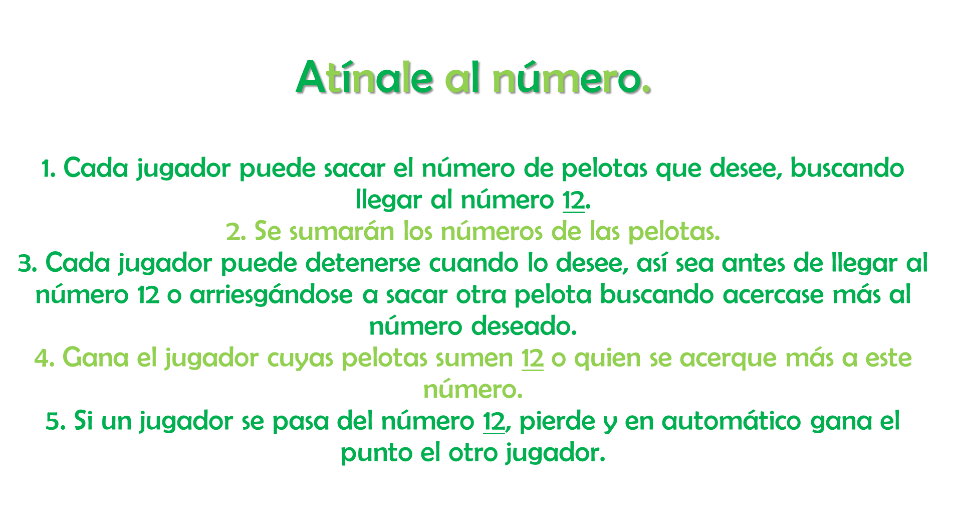 Atínale al número.
1. Cada jugador puede sacar el número de pelotas que desee, buscando
llegar al número 12.
2. Se sumarán los números de las pelotas.
3. Cada jugador puede detenerse cuando lo desee, así sea antes de llegar al
número 12 o arriesgándose a sacar otra pelota buscando acercase más al
número deseado.
4. Gana el jugador cuyas pelotas sumen 12 o quien se acerque más a este
número.
5. Si un jugador se pasa del número 12, pierde y en automático gana el
punto el otro jugador.